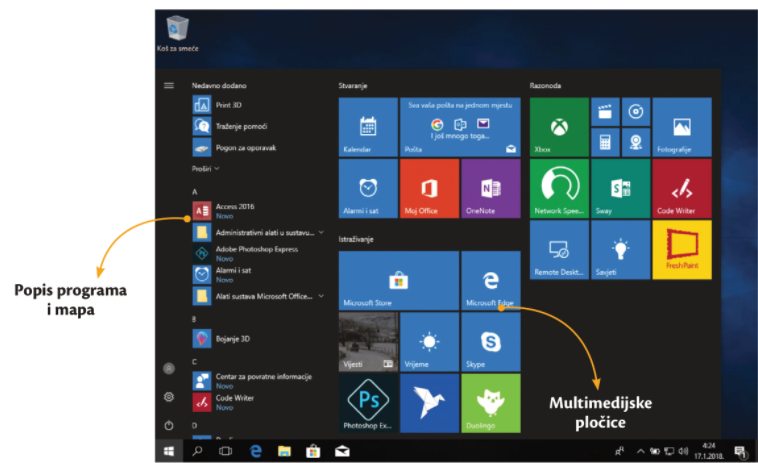 Koš za smeće
Nedavno dodano
Print 3D
Traženje pomoći
Pogon za oporavak
Proširi
A
Access 2016
Novo
Administrativni alati u sustavu...
Adobe Photoshop Express
Novo
Alarmi i sat
Novo
Alati sustava Microsoft Office...
B
Bojanje 3D
C
Centar za povratne informacije
Novo
Code Writer
Novo
D
Stvaranje
Kalendar
Sva vaša pošta na jednom mjestu
I još mnogo toga...
Pošta
Alarmi i sat
Moj Office
OneNote
Istraživanje
Microsoft Store
Microsoft Edge
Vijesti
Vrijeme
Skype
Ps
Photoshop Ex...
Duolingo
Razonoda
Xbox
Fotografije
Network Spee...
Sway
Code Writer
Remote Deskt...
Savjeti
FreshPaint
Popis programa
i mapa
Multimedijske
pločice
4:24
17.1.2018.